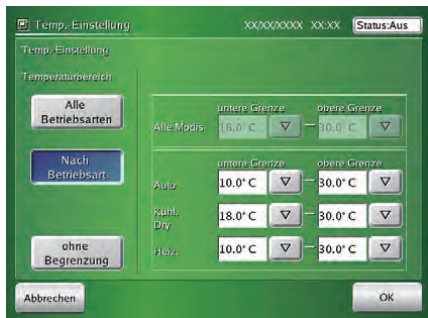 Temp.-Einstellung XX/XX/XXXX XX:XX Status:Aus
Temp.-Einstellung
Temperaturbereich
Alle
Betriebsarten
untere Grenze obere Grenze
Alle Modis 18.0°C – 30.0°C
Nach
Betriebsart
untere Grenze obere Grenze
Auto 10.0°C – 30.0°C
Kühl.
Dry 18.0°C – 30.0°C
Heiz. 10.0°C – 30.0°C
ohne
Begrenzung
Abbrechen OK